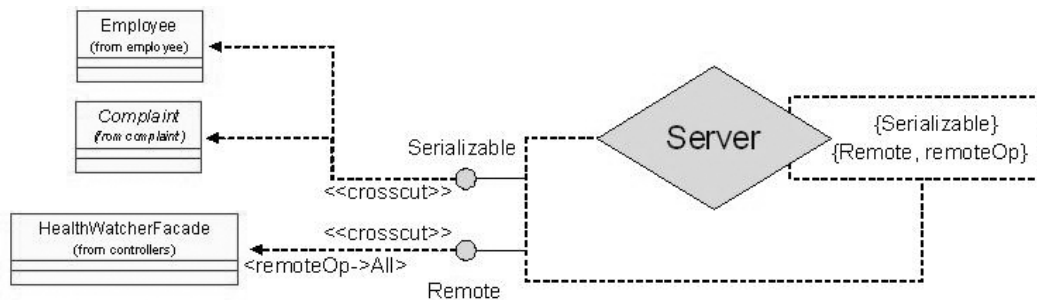 Employee
(from employee)
Complaint
(from complaint)
HealthWatcherFacade
(from controllers)
Serializable
<<crosscut>>
<<crosscut>>
<remoteOp->All>
Remote
Server
{Serializable}
{Remote, remoteOp}